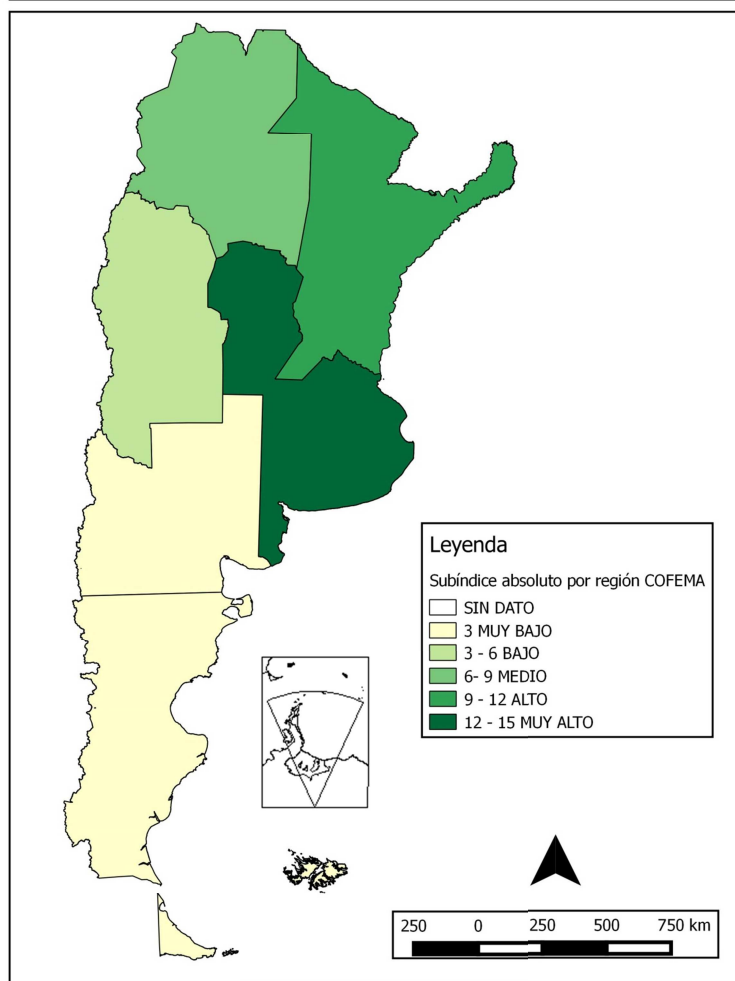 Leyenda
Subíndice absoluto por región COFEMA
SIN DATO
3 MUY BAJO
3 - 6 BAJO
6- 9 MEDIO
9 - 12 ALTO
12 - 15 MUY ALTO
250 0 250 500 750 km